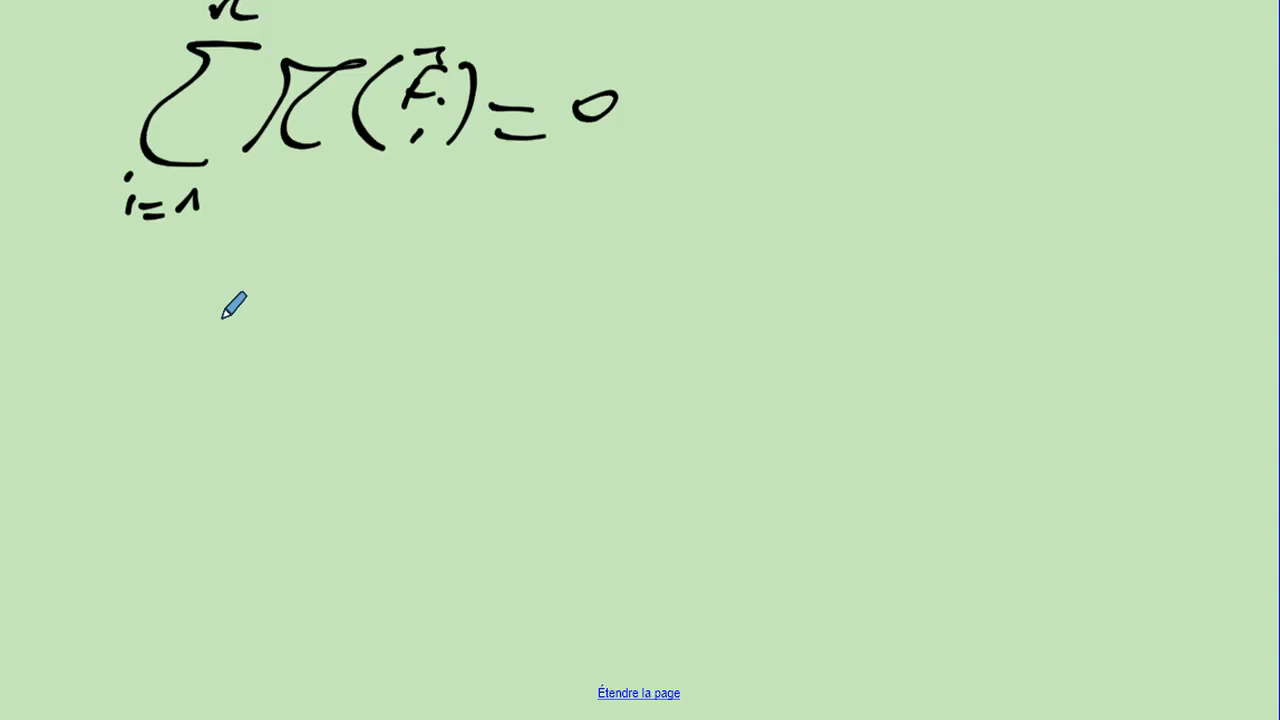 n
∑ M(F⃗i) = 0
i=1
Étendre la page